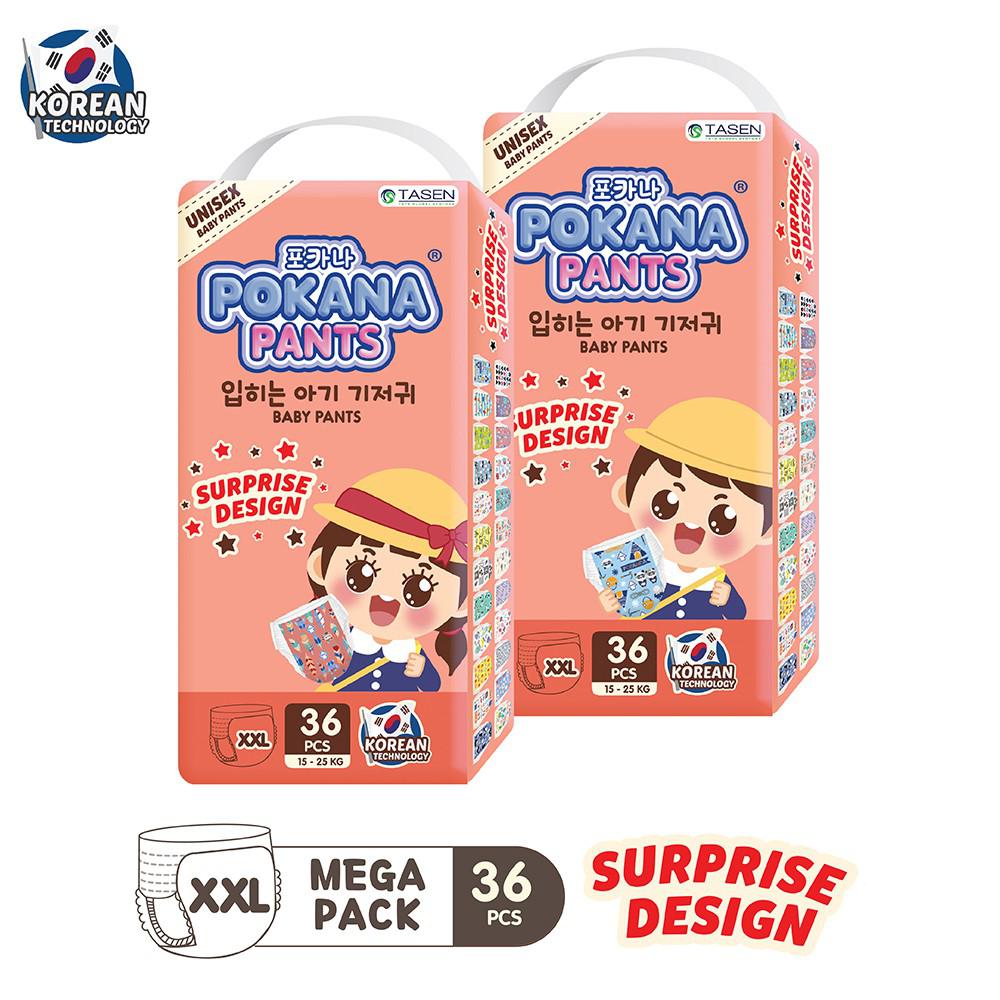 KOREAN
TECHNOLOGY
UNISEX
BABY PANTS
TASEN
포카나
POKANA
PANTS
®
입히는 아기 기저귀
BABY PANTS
SURPRISE
DESIGN
SURPRISE
DESIGN
XXL
36
PCS
15 - 25 KG
KOREAN
TECHNOLOGY
UNISEX
BABY PANTS
TASEN
포카나
POKANA
PANTS
®
입히는 아기 기저귀
BABY PANTS
SURPRISE
DESIGN
SURPRISE
DESIGN
XXL
36
PCS
15 - 25 KG
KOREAN
TECHNOLOGY
XXL
MEGA
PACK
36
PCS
SURPRISE
DESIGN